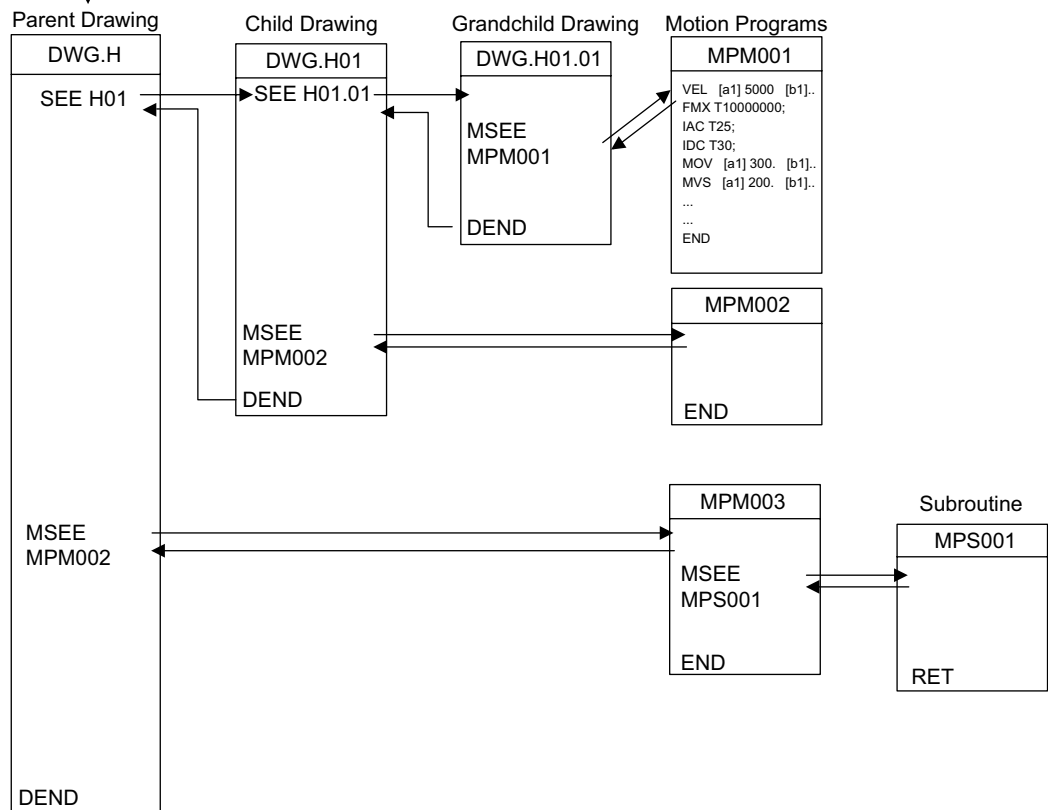 Parent Drawing
DWG.H
SEE H01
MSEE
MPM002
DEND
Child Drawing
DWG.H01
SEE H01.01
MSEE
MPM002
DEND
Grandchild Drawing
DWG.H01.01
MSEE
MPM001
DEND
Motion Programs
MPM001
VEL [a1] 5000 [b1]..
FMX T10000000;
IAC T25;
IDC T30;
MOV [a1] 300. [b1]..
MVS [a1] 200. [b1]..
...
...
END
MPM002
END
MPM003
MSEE
MPS001
END
Subroutine
MPS001
RET